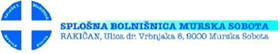 SPLOŠNA BOLNIŠNICA MURSKA SOBOTA
RAKIČAN, Ulica dr. Vrbnjaka 6, 9000 Murska Sobota